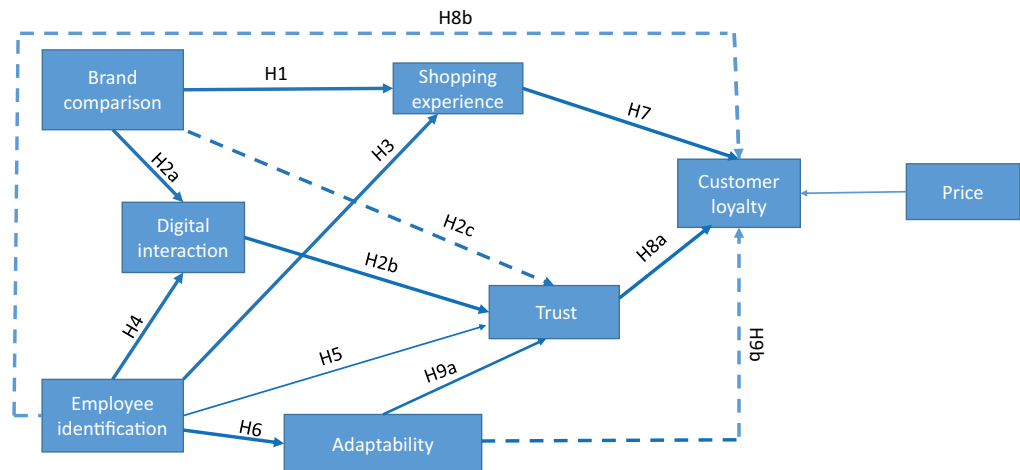 H8b
Brand
comparison
H1
Shopping
experience
H7
H2a
H3
Customer
loyalty
Price
Digital
interaction
H2c
H2b
H8a
Trust
H4
H5
H9a
H9b
Employee
identification
H6
Adaptability